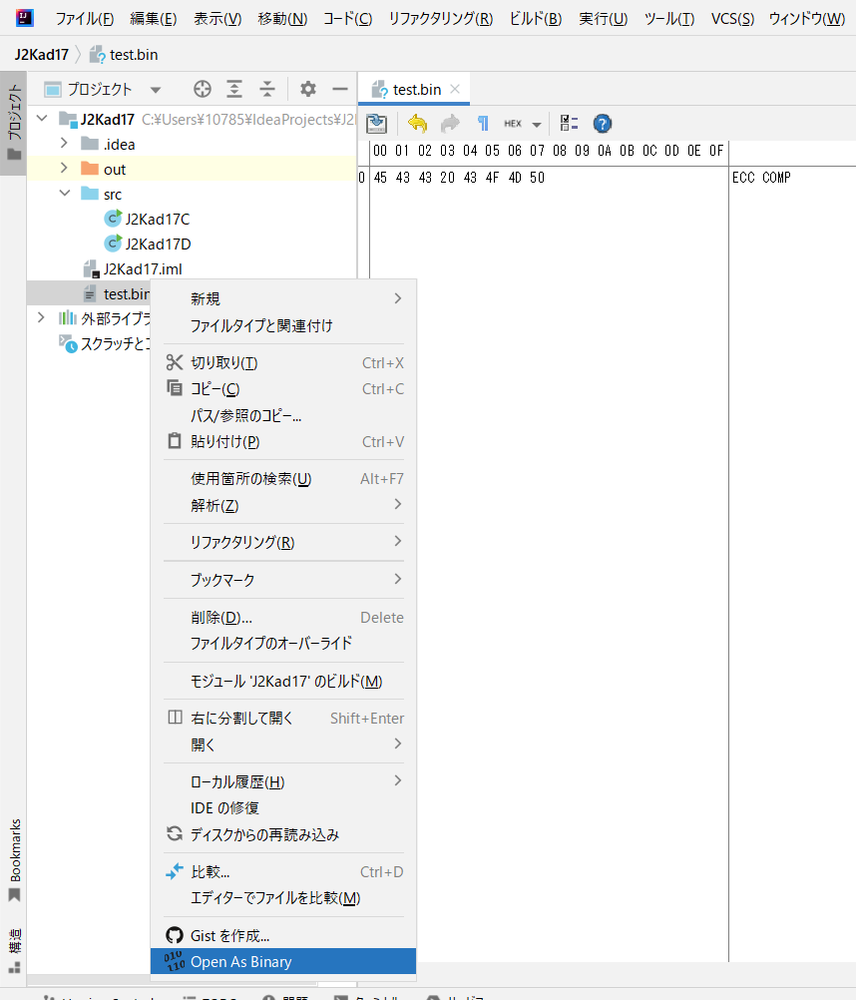 ファイル(F) 編集(E) 表示(V) 移動(N) コード(C) リファクタリング(R) ビルド(B) 実行(U) ツール(T) VCS(S) ウィンドウ(W)
J2Kad17 test.bin
プロジェクト
プロジェクト
test.bin
HEX
J2Kad17 C:¥Users¥10785¥IdeaProjects¥J2
.idea
out
src
J2Kad17C
J2Kad17D
J2Kad17.iml
test.bin
外部ライブラ
スクラッチとコ
00 01 02 03 04 05 06 07 08 09 0A 0B 0C 0D 0E 0F
0 45 43 43 20 43 4F 4D 50 ECC COMP
新規
ファイルタイプと関連付け
切り取り(T) Ctrl+X
コピー(C) Ctrl+C
パス/参照のコピー...
貼り付け(P) Ctrl+V
使用箇所の検索(U) Alt+F7
解析(Z)
リファクタリング(R)
ブックマーク
削除(D)... Delete
ファイルタイプのオーバーライド
モジュール 'J2Kad17' のビルド(M)
右に分割して開く Shift+Enter
開く
ローカル履歴(H)
IDE の修復
ディスクからの再読み込み
比較... Ctrl+D
エディターでファイルを比較(M)
Gist を作成...
Open As Binary
Bookmarks
構造